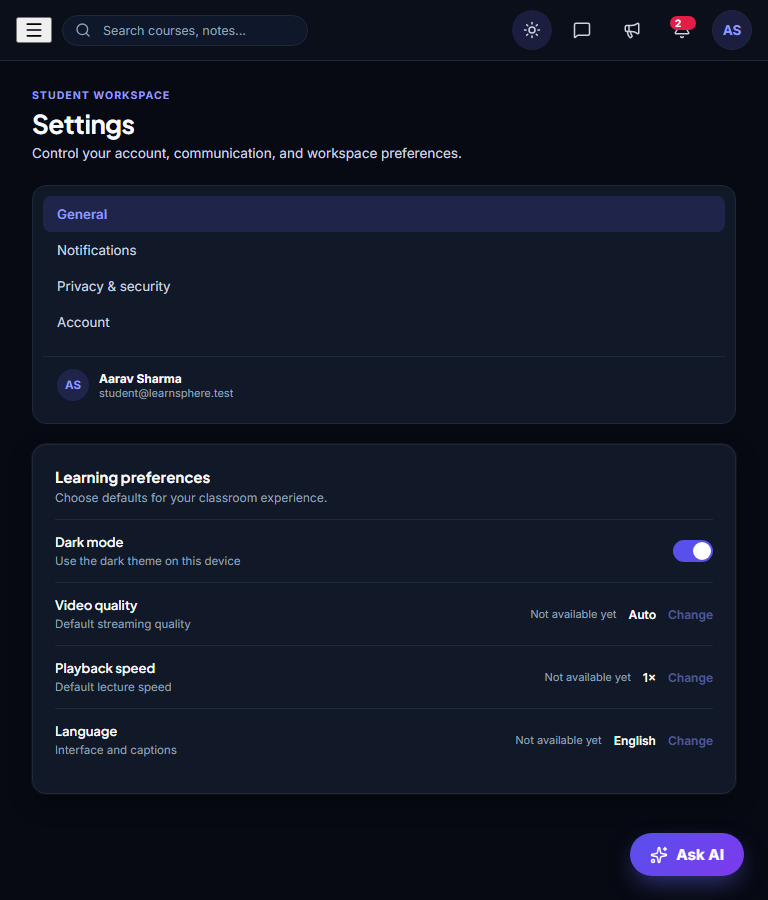 Search courses, notes...
2
AS
STUDENT WORKSPACE
Settings
Control your account, communication, and workspace preferences.
General
Notifications
Privacy & security
Account
AS
Aarav Sharma
student@learnsphere.test
Learning preferences
Choose defaults for your classroom experience.
Dark mode
Use the dark theme on this device
Video quality
Default streaming quality
Not available yet Auto Change
Playback speed
Default lecture speed
Not available yet 1× Change
Language
Interface and captions
Not available yet English Change
Ask AI